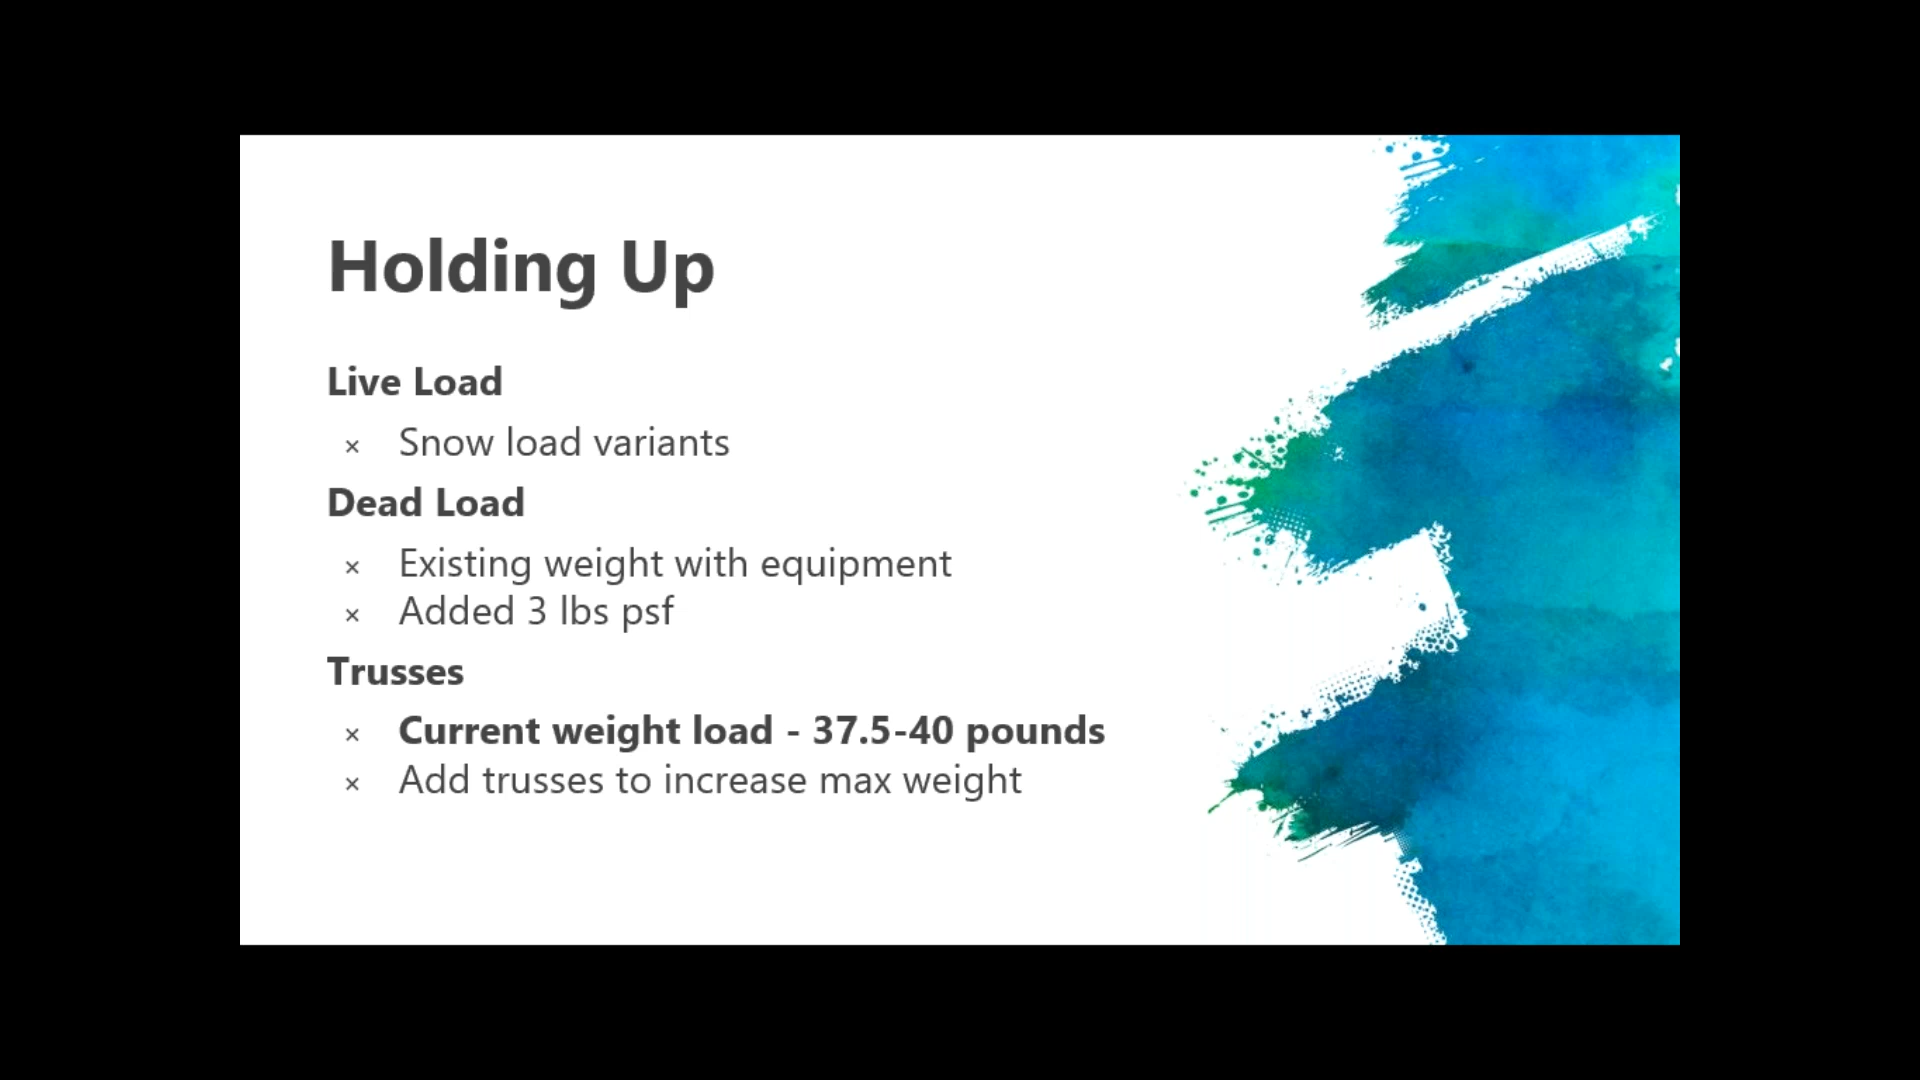 Holding Up
Live Load
× Snow load variants
Dead Load
× Existing weight with equipment
× Added 3 lbs psf
Trusses
× Current weight load - 37.5-40 pounds
× Add trusses to increase max weight